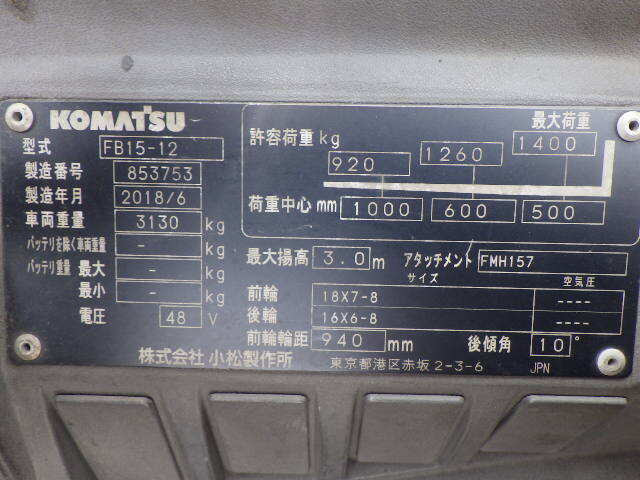 KOMATSU
型式 FB15-12
製造番号 853753
製造年月 2018/6
車両重量 3130 kg
バッテリを除く車両重量 - kg
バッテリ重量 最大 - kg
最小 - kg
電圧 48 V
株式会社 小松製作所
最大荷重
許容荷重 kg 920 1260 1400
荷重中心 mm 1000 600 500
最大揚高 3.0 m アタッチメント FMH157
サイズ 空気圧
前輪 18X7-8 ----
後輪 16X6-8 ----
前輪輪距 940 mm 後傾角 10°
東京都港区赤坂 2-3-6 JPN